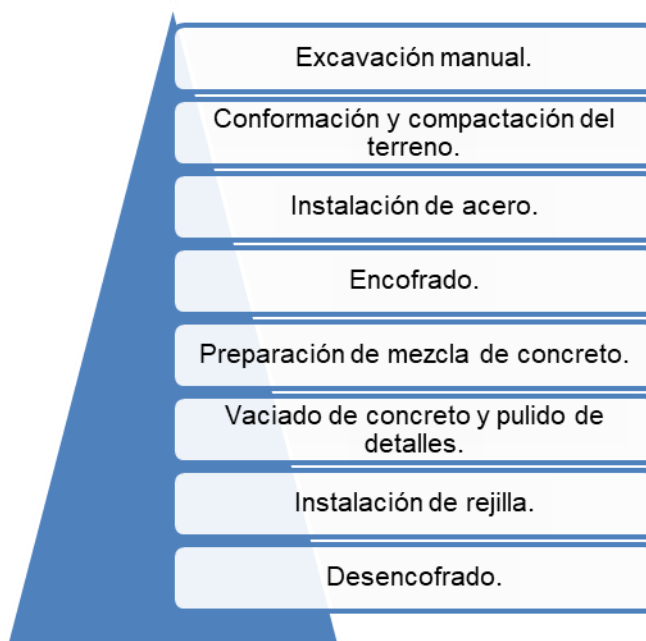 Excavación manual.
Conformación y compactación del
terreno.
Instalación de acero.
Encofrado.
Preparación de mezcla de concreto.
Vaciado de concreto y pulido de
detalles.
Instalación de rejilla.
Desencofrado.